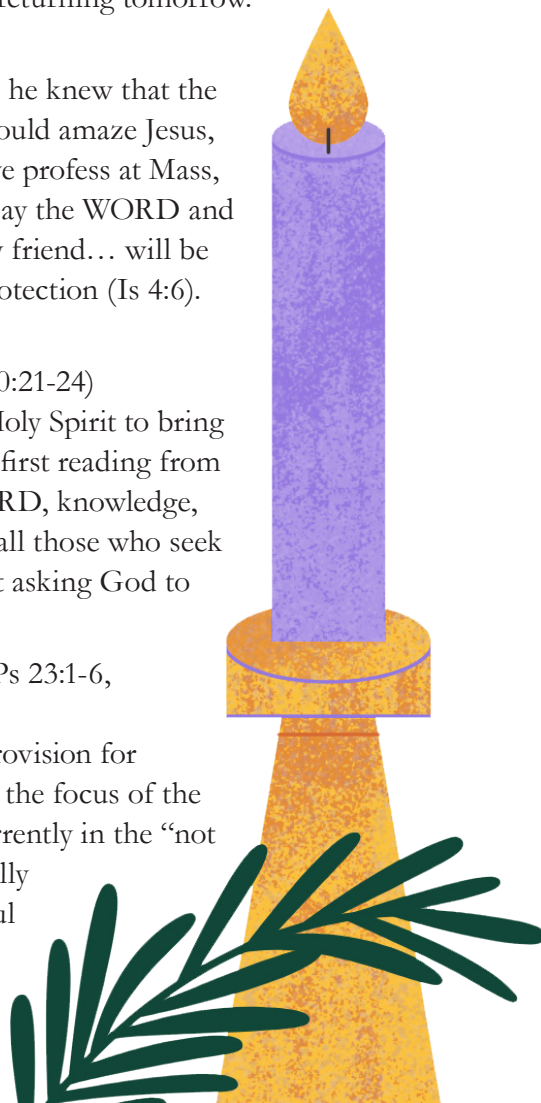 returning tomorrow.
he knew that the
ould amaze Jesus,
e profess at Mass,
ay the WORD and
friend… will be
otection (Is 4:6).
0:21-24)
Holy Spirit to bring
first reading from
RD, knowledge,
all those who seek
t asking God to
Ps 23:1-6,
rovision for
the focus of the
rrently in the “not
lly
ul